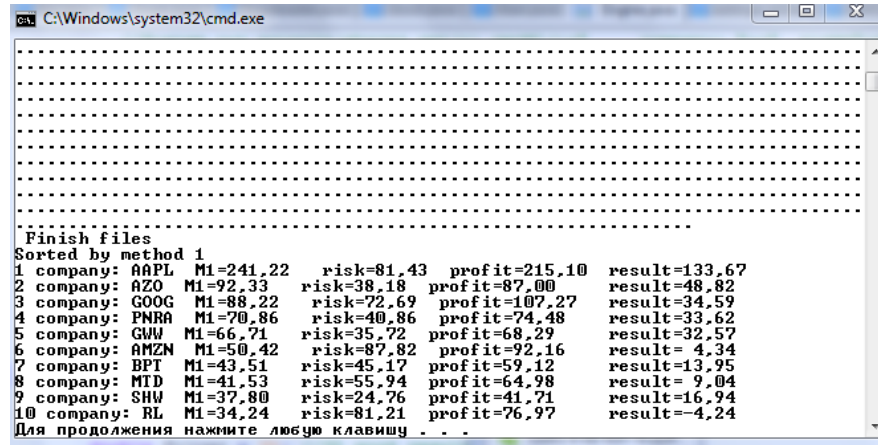 C:\Windows\system32\cmd.exe
Finish files
Sorted by method 1
1 company: AAPL M1=241,22 risk=81,43 profit=215,10 result=133,67
2 company: AZO M1=92,33 risk=38,18 profit=87,00 result=48,82
3 company: GOOG M1=88,22 risk=72,69 profit=107,27 result=34,59
4 company: PNRA M1=70,86 risk=40,86 profit=74,48 result=33,62
5 company: GWW M1=66,71 risk=35,72 profit=68,29 result=32,57
6 company: AMZN M1=50,42 risk=87,82 profit=92,16 result= 4,34
7 company: BPT M1=43,51 risk=45,17 profit=59,12 result=13,95
8 company: MTD M1=41,53 risk=55,94 profit=64,98 result= 9,04
9 company: SHW M1=37,80 risk=24,76 profit=41,71 result=16,94
10 company: RL M1=34,24 risk=81,21 profit=76,97 result=-4,24
Для продолжения нажмите любую клавишу . . .